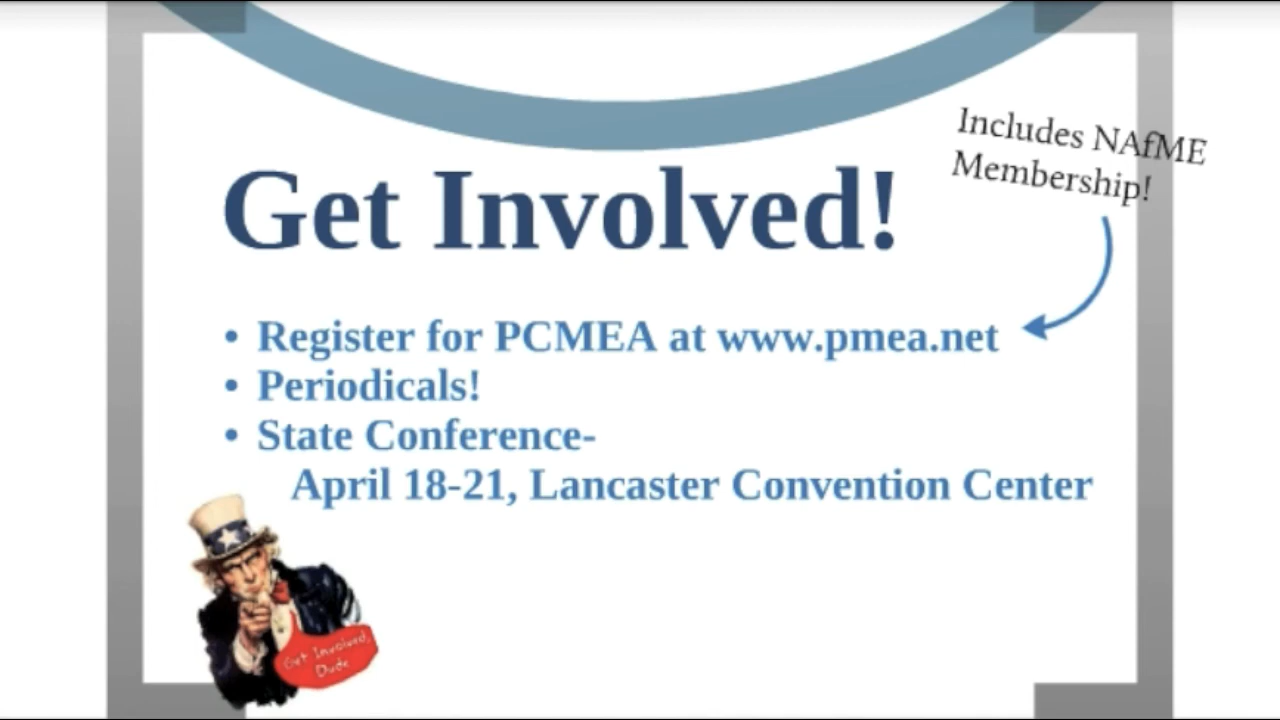 Includes NAfME
Membership!
Get Involved!
• Register for PCMEA at www.pmea.net
• Periodicals!
• State Conference-
April 18-21, Lancaster Convention Center
Get Involved,
Dude